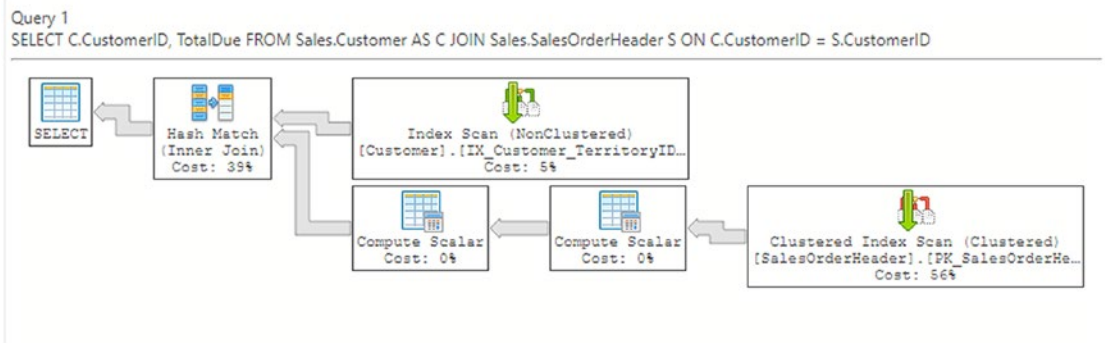 Query 1
SELECT C.CustomerID, TotalDue FROM Sales.Customer AS C JOIN Sales.SalesOrderHeader S ON C.CustomerID = S.CustomerID
SELECT
Hash Match
(Inner Join)
Cost: 39%
Index Scan (NonClustered)
[Customer].[IX_Customer_TerritoryID…
Cost: 5%
Compute Scalar
Cost: 0%
Compute Scalar
Cost: 0%
Clustered Index Scan (Clustered)
[SalesOrderHeader].[PK_SalesOrderHe…
Cost: 56%